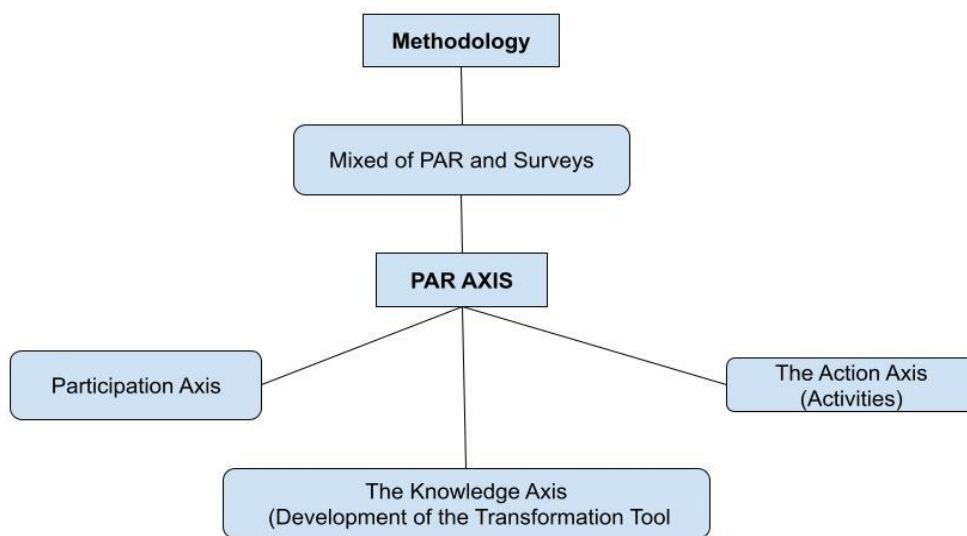 Methodology
Mixed of PAR and Surveys
PAR AXIS
Participation Axis
The Action Axis
(Activities)
The Knowledge Axis
(Development of the Transformation Tool